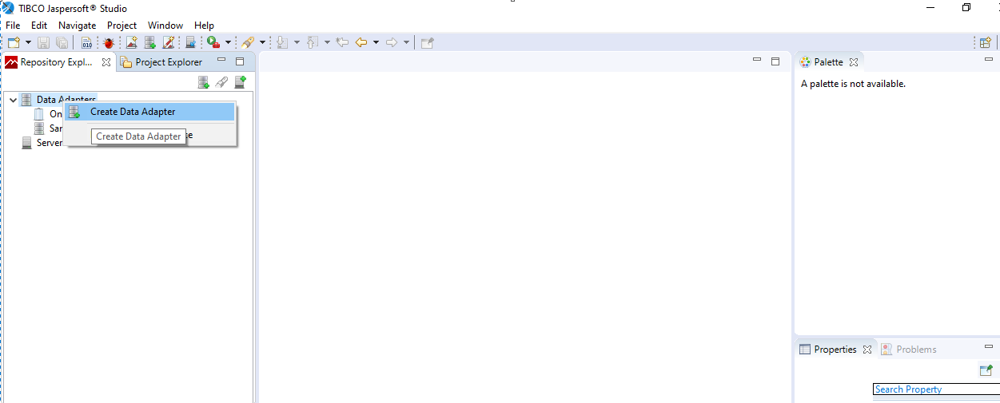 TIBCO Jaspersoft® Studio
File Edit Navigate Project Window Help
010
Repository Expl... Project Explorer
Palette
A palette is not available.
Data Adapters
Create Data Adapter
On
Sar
Create Data Adapter
Server
Properties Problems
Search Property